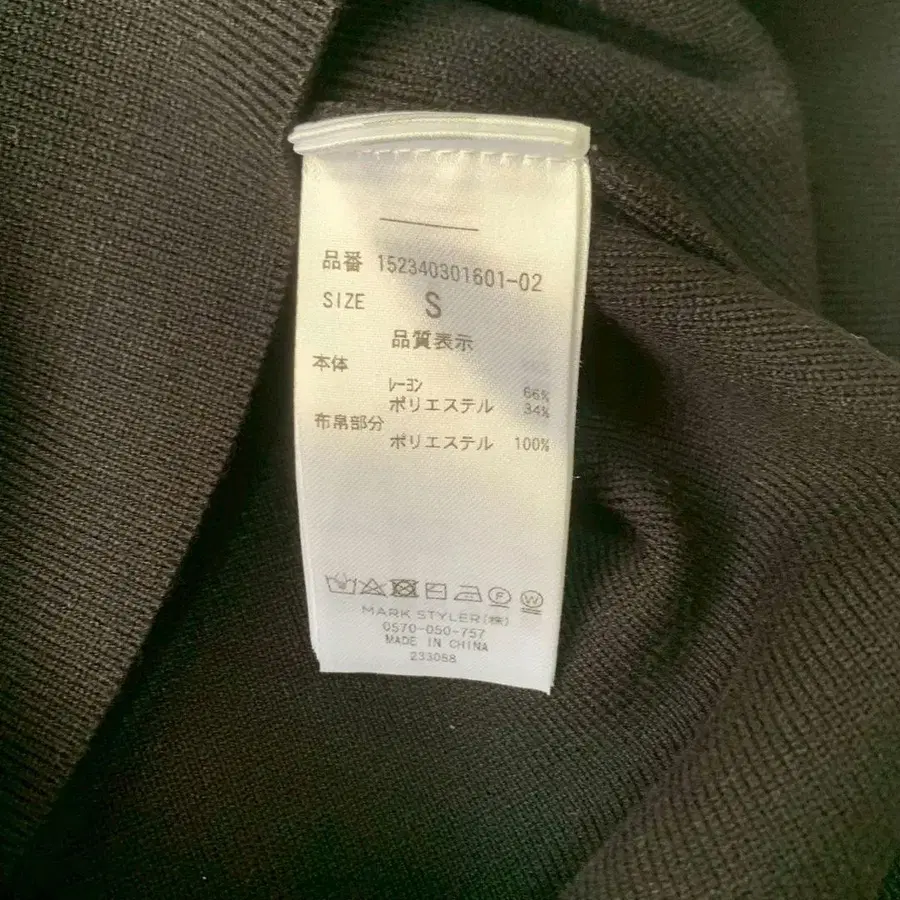 品番 152340301601-02
SIZE S
品質表示
本体
ﾚｰﾖﾝ 66%
ポリエステル 34%
布帛部分
ポリエステル 100%
F W
MARK STYLER(株)
0570-050-757
MADE IN CHINA
233088